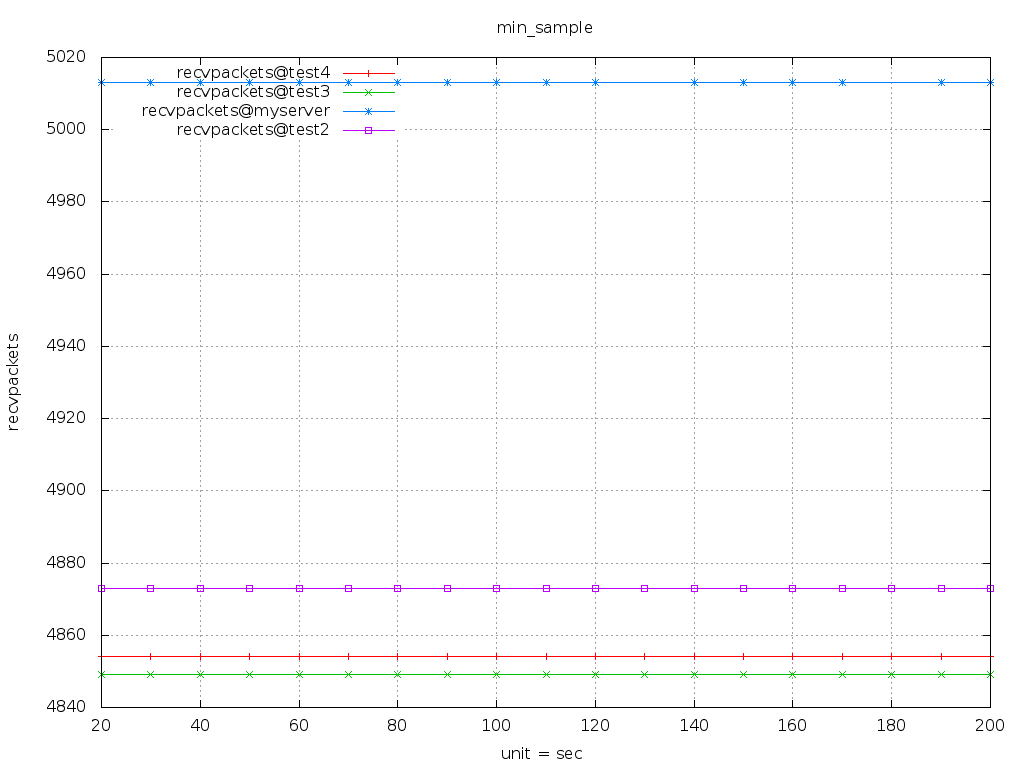 min_sample
5020
recvpackets@test4
recvpackets@test3
recvpackets@myserver
5000
recvpackets@test2
4980
4960
4940
recvpackets
4920
4900
4880
4860
4840
20 40 60 80 100 120 140 160 180 200
unit = sec